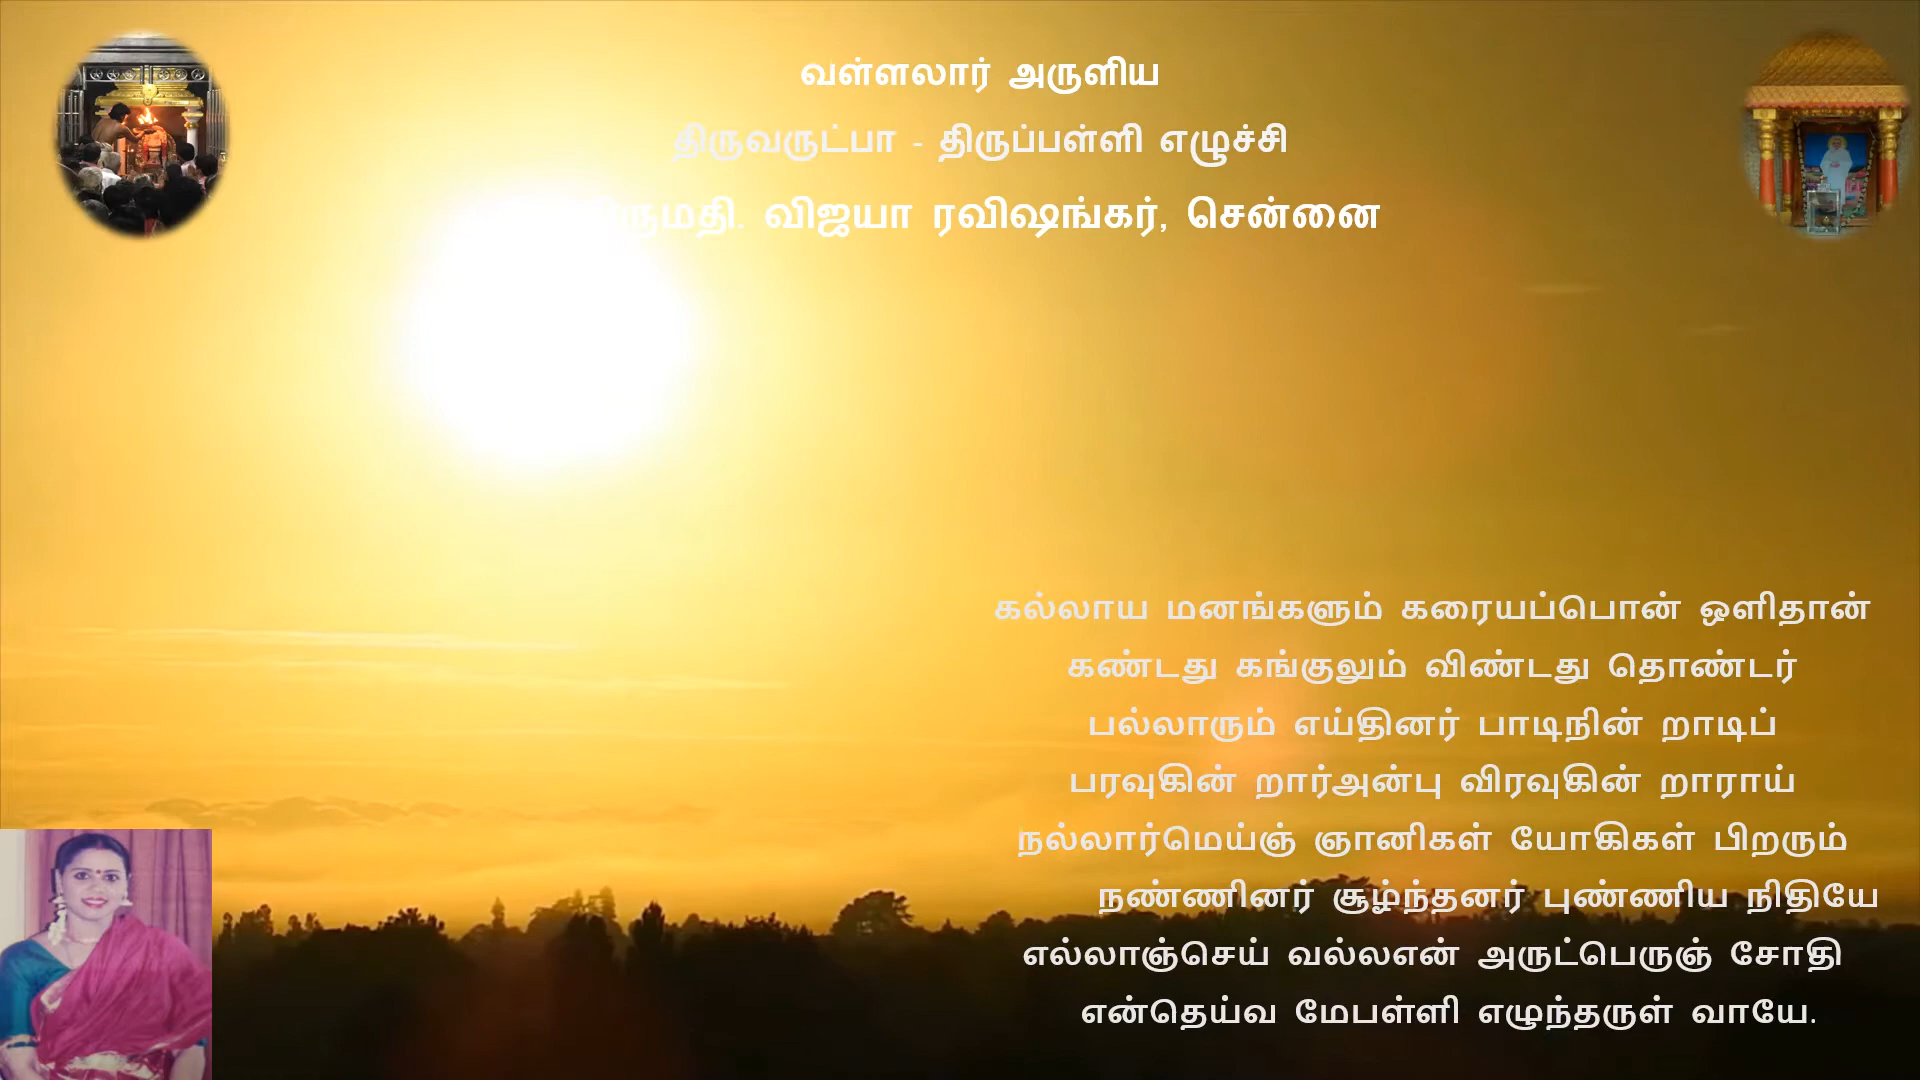 வள்ளலார் அருளிய
திருவருட்பா - திருப்பள்ளி எழுச்சி
விஜயா ரவிஷங்கர், சென்னை
கல்லாய மனங்களும் கரையப்பொன் ஒளிதான்
கண்டது கங்குலும் விண்டது தொண்டர்
பல்லாரும் எய்தினர் பாடிநின் றாடிப்
பரவுகின் றார்அன்பு விரவுகின் றாராய்
நல்லார்மெய்ஞ் ஞானிகள் யோகிகள் பிறரும்
நண்ணினர் சூழ்ந்தனர் புண்ணிய நிதியே
எல்லாஞ்செய் வல்லஎன் அருட்பெருஞ் சோதி
என்தெய்வ மேபள்ளி எழுந்தருள் வாயே.